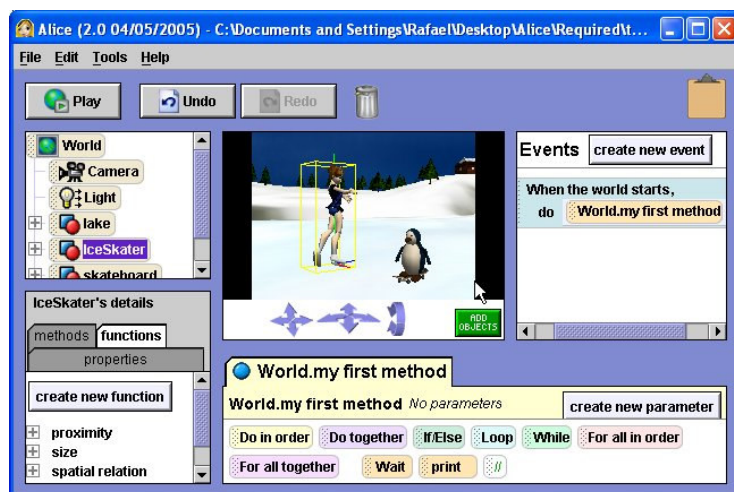 Alice (2.0 04/05/2005) - C:\Documents and Settings\Rafael\Desktop\Alice\Required\t...
File Edit Tools Help
Play Undo Redo
World
Camera
Light
lake
IceSkater
skateboard
ADD
OBJECTS
Events create new event
When the world starts,
do World.my first method
IceSkater's details
methods functions
properties
create new function
proximity
size
spatial relation
World.my first method
World.my first method No parameters create new parameter
Do in order Do together If/Else Loop While For all in order
For all together Wait print //